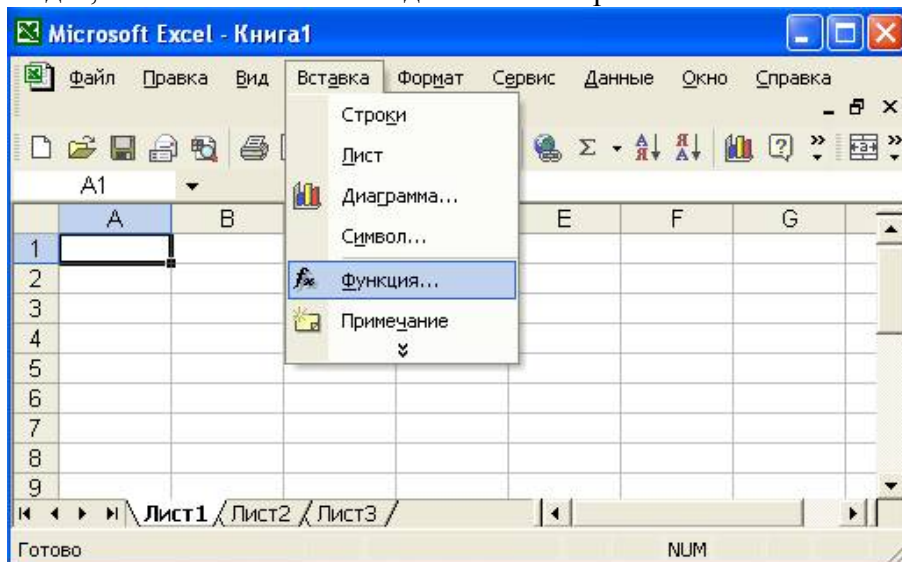 Microsoft Excel - Книга1
Файл Правка Вид Вставка Формат Сервис Данные Окно Справка
Строки
Лист
Диаграмма...
Символ...
Функция...
Примечание
A1
A B E F G
1
2
3
4
5
6
7
8
9
Лист1 Лист2 Лист3
Готово NUM